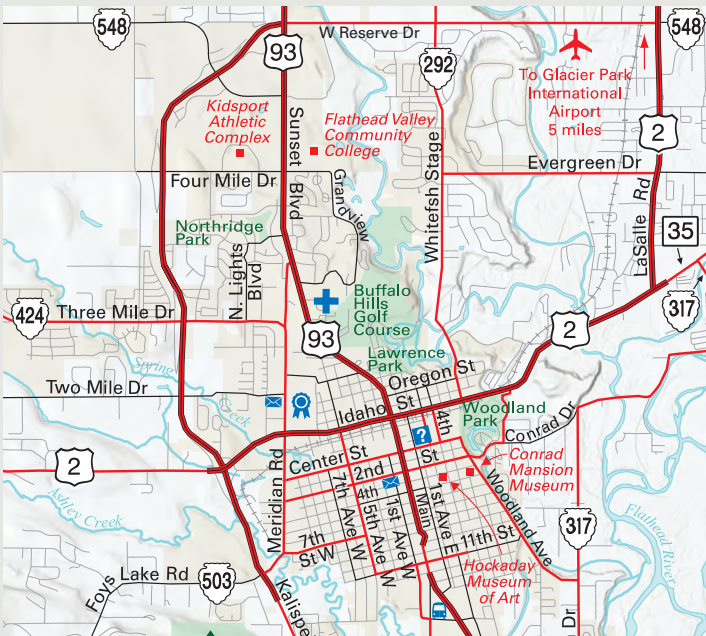 548
93
W Reserve Dr
292
548
To Glacier Park
International
Airport
5 miles
Kidsport
Athletic
Complex
Flathead Valley
Community
College
2
Sunset Blvd
Whitefsh Stage
Evergreen Dr
Four Mile Dr
Grandview
LaSalle Rd
35
Northridge
Park
N. Lights
Blvd
Buffalo
Hills
Golf
Course
317
424
Three Mile Dr
93
2
Lawrence
Park
Spring
Creek
Oregon St
Two Mile Dr
Idaho St
4th
Woodland
Park
?
Conrad Dr
Center St
2
2nd St
Conrad
Mansion
Museum
Meridian Rd
4th
7th Ave W
5th Ave W
1st Ave W
Main
1st Ave E
Woodland Ave
Ashley Creek
317
Flathead River
7th
St W
11th St
Foys Lake Rd
503
Hockaday
Museum
of Art
Kalispe
Dr